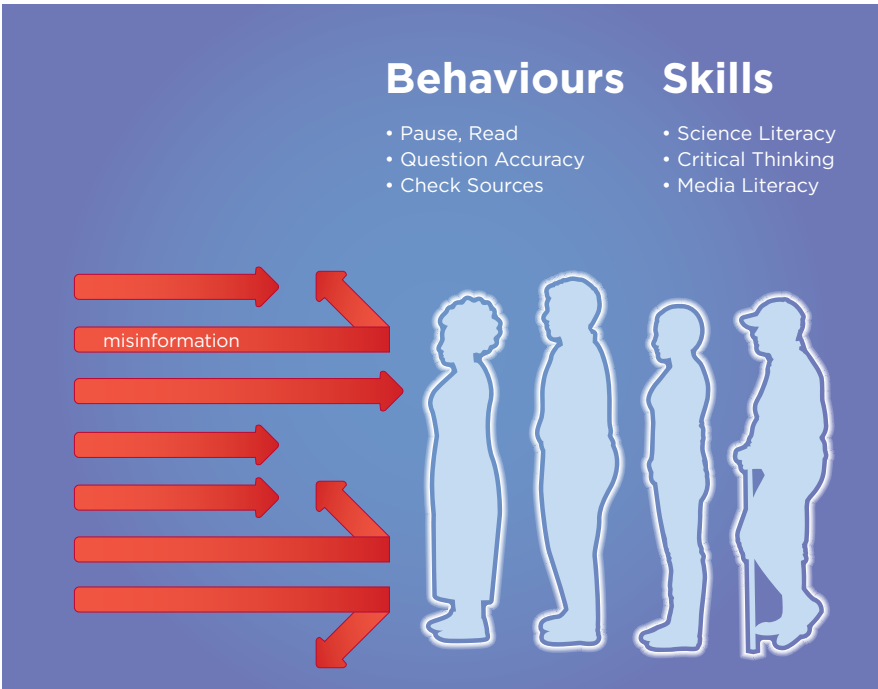 Behaviours
• Pause, Read
• Question Accuracy
• Check Sources
Skills
• Science Literacy
• Critical Thinking
• Media Literacy
misinformation